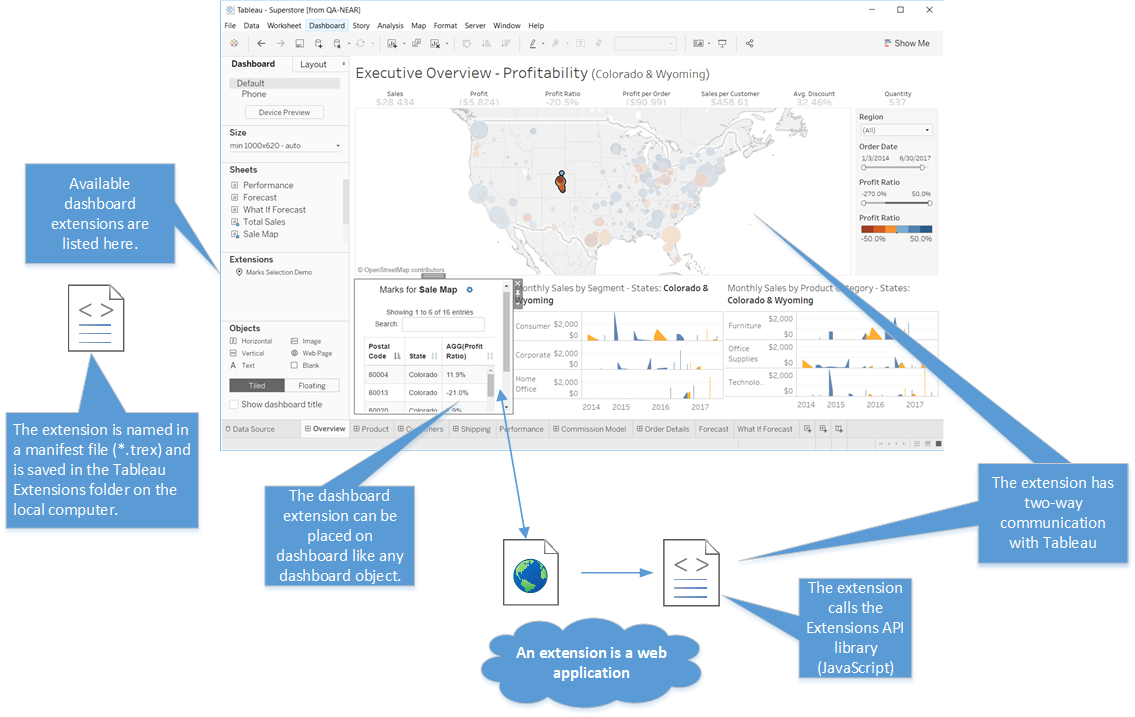 Tableau - Superstore [from QA-NEAR]
File Data Worksheet Dashboard Story Analysis Map Format Server Window Help
Show Me
Dashboard Layout
Default
Phone
Device Preview
Size
min 1000x620 - auto
Sheets
Performance
Forecast
What If Forecast
Total Sales
Sale Map
Extensions
Marks Selection Demo
Objects
Horizontal Image
Vertical Web Page
A Text Blank
Tiled Floating
Show dashboard title
Executive Overview - Profitability (Colorado & Wyoming)
Sales Profit Profit Ratio Profit per Order Sales per Customer Avg. Discount Quantity
$28,434 ($5,824) -20.5% ($90.99) $458.61 32.46% 537
Region
(All)
Order Date
1/3/2014 6/30/2017
Profit Ratio
-270.0% 50.0%
Profit Ratio
-50.0% 50.0%
© OpenStreetMap contributors
Marks for Sale Map
Showing 1 to 6 of 16 entries
Search:
Postal Code State AGG(Profit Ratio)
80004 Colorado 11.9%
80013 Colorado -21.0%
80020 Colorado .9%
onthly Sales by Segment - States: Colorado &
yoming
Consumer $2,000
$0
Corporate $2,000
$0
Home Office $2,000
$0
2014 2015 2016 2017
Monthly Sales by Product Category - States:
Colorado & Wyoming
Furniture $2,000
$0
Office Supplies $2,000
$0
Technolo.. $2,000
$0
2014 2015 2016 2017
Data Source Overview Product Customers Shipping Performance Commission Model Order Details Forecast What If Forecast
Available
dashboard
extensions are
listed here.
< >
The extension is named in
a manifest file (*.trex) and
is saved in the Tableau
Extensions folder on the
local computer.
The dashboard
extension can be
placed on
dashboard like any
dashboard object.
The extension has
two-way
communication
with Tableau
< >
The extension
calls the
Extensions API
library
(JavaScript)
An extension is a web
application